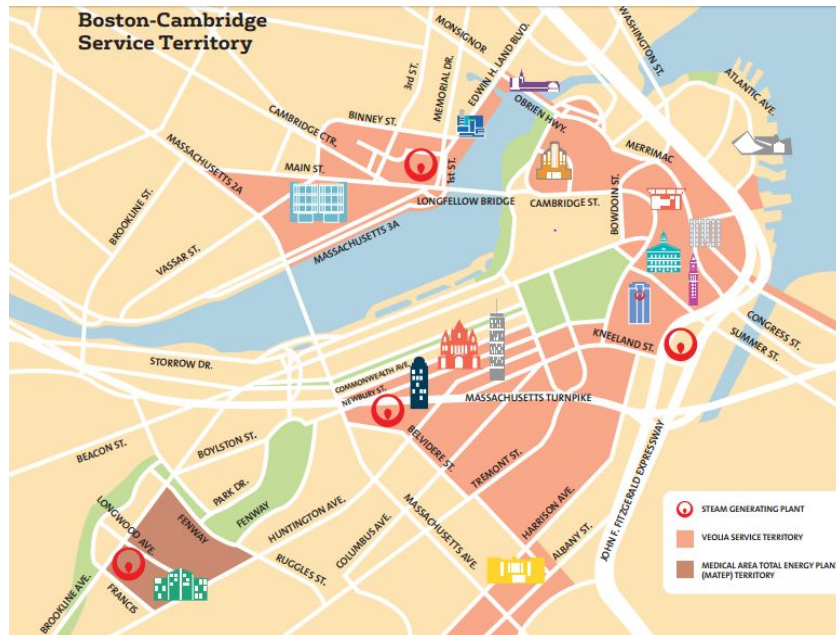 Boston-Cambridge
Service Territory
MONSIGNOR
WASHINGTON ST.
3rd ST.
MEMORIAL DR.
EDWIN H. LAND BLVD.
ATLANTIC AVE.
OBRIEN HWY.
BINNEY ST.
CAMBRIDGE CTR.
MERRIMAC
MASSACHUSETTS 2A
MAIN ST.
1st ST.
LONGFELLOW BRIDGE
CAMBRIDGE ST.
BOWDOIN ST.
BROOKLINE ST.
VASSAR ST.
MASSACHUSETTS 3A
CONGRESS ST.
SUMMER ST.
KNEELAND ST.
STORROW DR.
COMMONWEALTH AVE.
NEWBURY ST.
MASSACHUSETTS TURNPIKE
BEACON ST.
BOYLSTON ST.
BELVIDERE ST.
TREMONT ST.
PARK DR.
FENWAY
FENWAY
HUNTINGTON AVE.
MASSACHUSETTS AVE.
HARRISON AVE.
ALBANY ST.
JOHN F. FITZGERALD EXPRESSWAY
LONGWOOD AVE
COLUMBUS AVE.
RUGGLES ST.
FRANCIS
BROOKLINE AVE.
STEAM GENERATING PLANT
VEOLIA SERVICE TERRITORY
MEDICAL AREA TOTAL ENERGY PLAN
(MATEP) TERRITORY